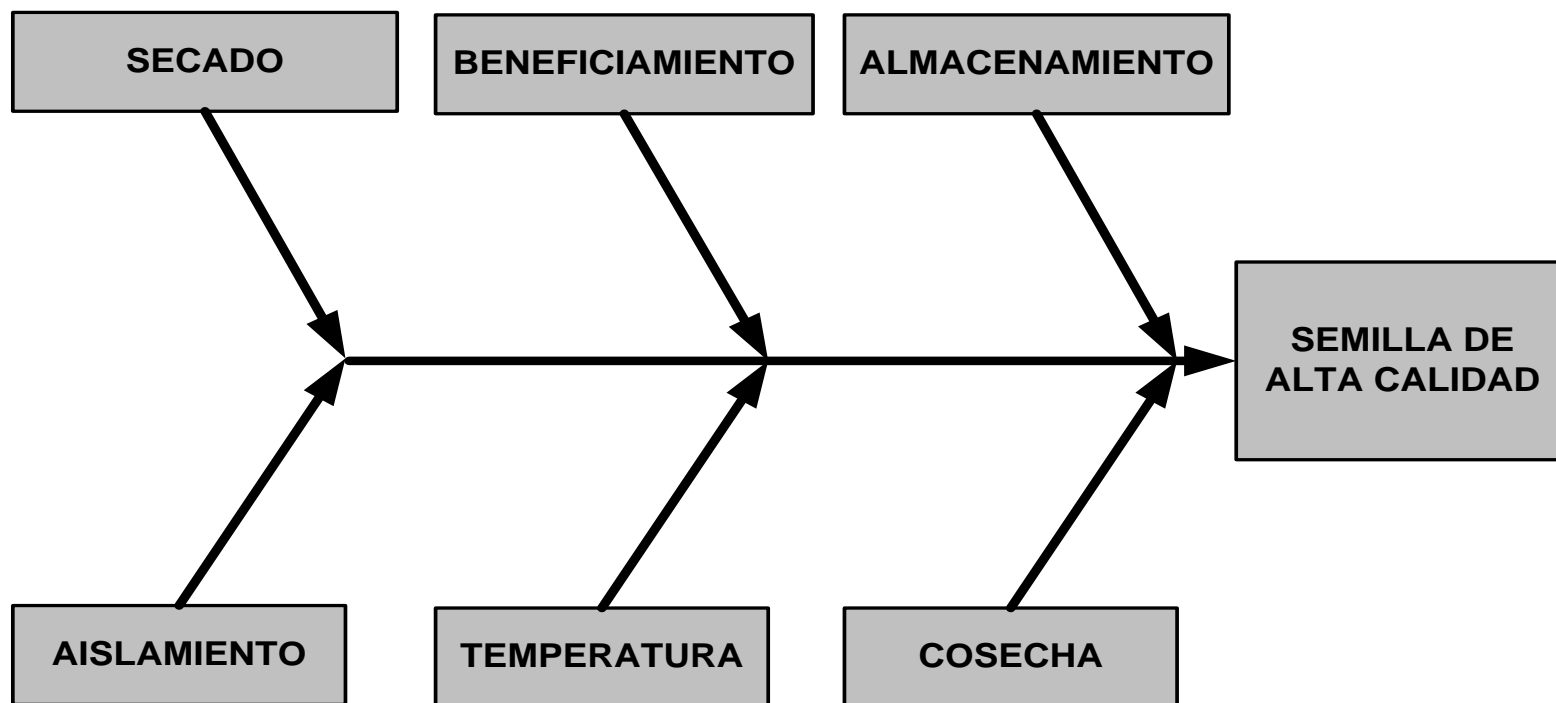 SECADO
BENEFICIAMIENTO
ALMACENAMIENTO
SEMILLA DE
ALTA CALIDAD
AISLAMIENTO
TEMPERATURA
COSECHA